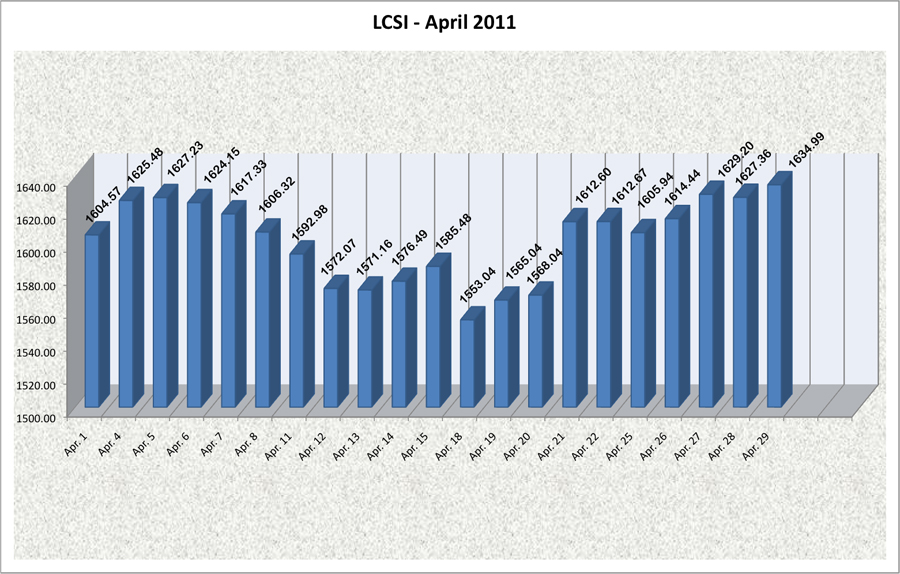 LCSI - April 2011
1640.00
1620.00
1600.00
1580.00
1560.00
1540.00
1520.00
1500.00
1604.57
1625.48
1627.23
1624.15
1617.33
1606.32
1592.98
1572.07
1571.16
1576.49
1585.48
1553.04
1565.04
1568.04
1612.60
1612.67
1605.94
1614.44
1629.20
1627.36
1634.99
Apr. 1
Apr. 4
Apr. 5
Apr. 6
Apr. 7
Apr. 8
Apr. 11
Apr. 12
Apr. 13
Apr. 14
Apr. 15
Apr. 18
Apr. 19
Apr. 20
Apr. 21
Apr. 22
Apr. 25
Apr. 26
Apr. 27
Apr. 28
Apr. 29